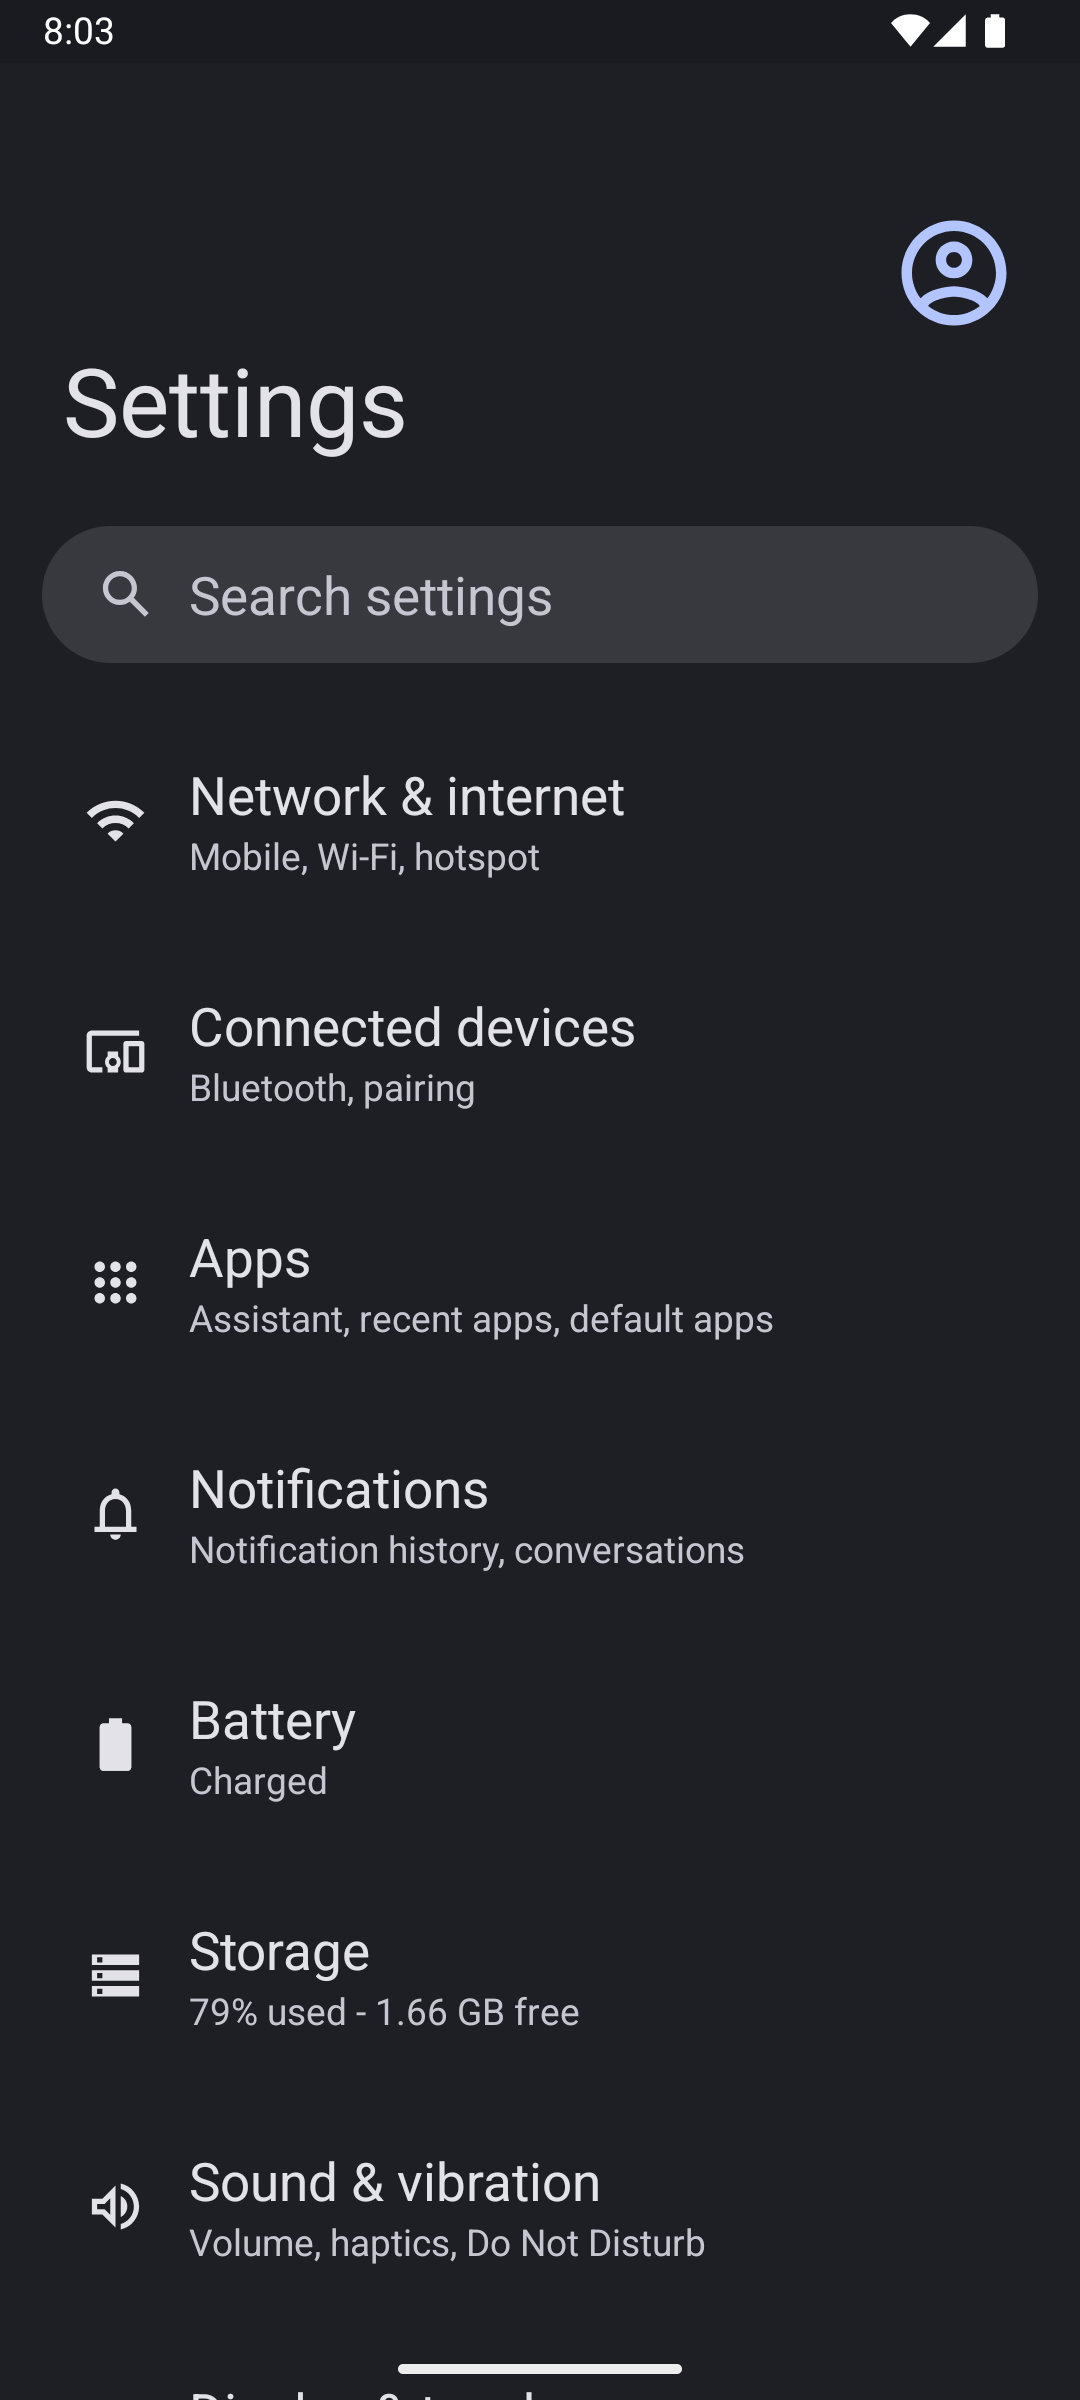 8:03
Settings
Search settings
Network & internet
Mobile, Wi-Fi, hotspot
Connected devices
Bluetooth, pairing
Apps
Assistant, recent apps, default apps
Notifications
Notification history, conversations
Battery
Charged
Storage
79% used - 1.66 GB free
Sound & vibration
Volume, haptics, Do Not Disturb